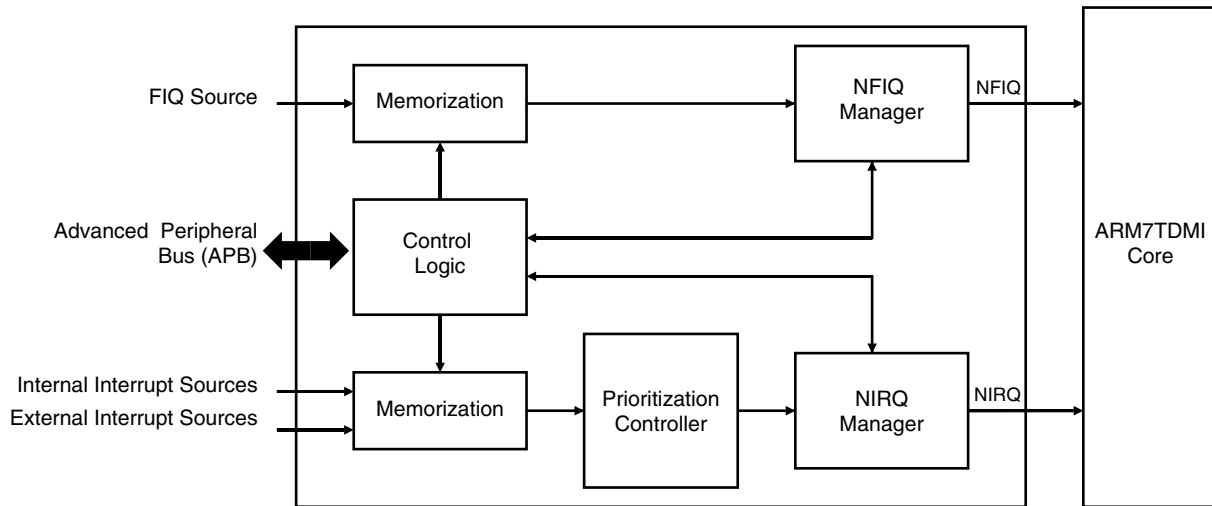 FIQ Source
Memorization
NFIQ
Manager
NFIQ
Advanced Peripheral
Bus (APB)
Control
Logic
ARM7TDMI
Core
Internal Interrupt Sources
External Interrupt Sources
Memorization
Prioritization
Controller
NIRQ
Manager
NIRQ